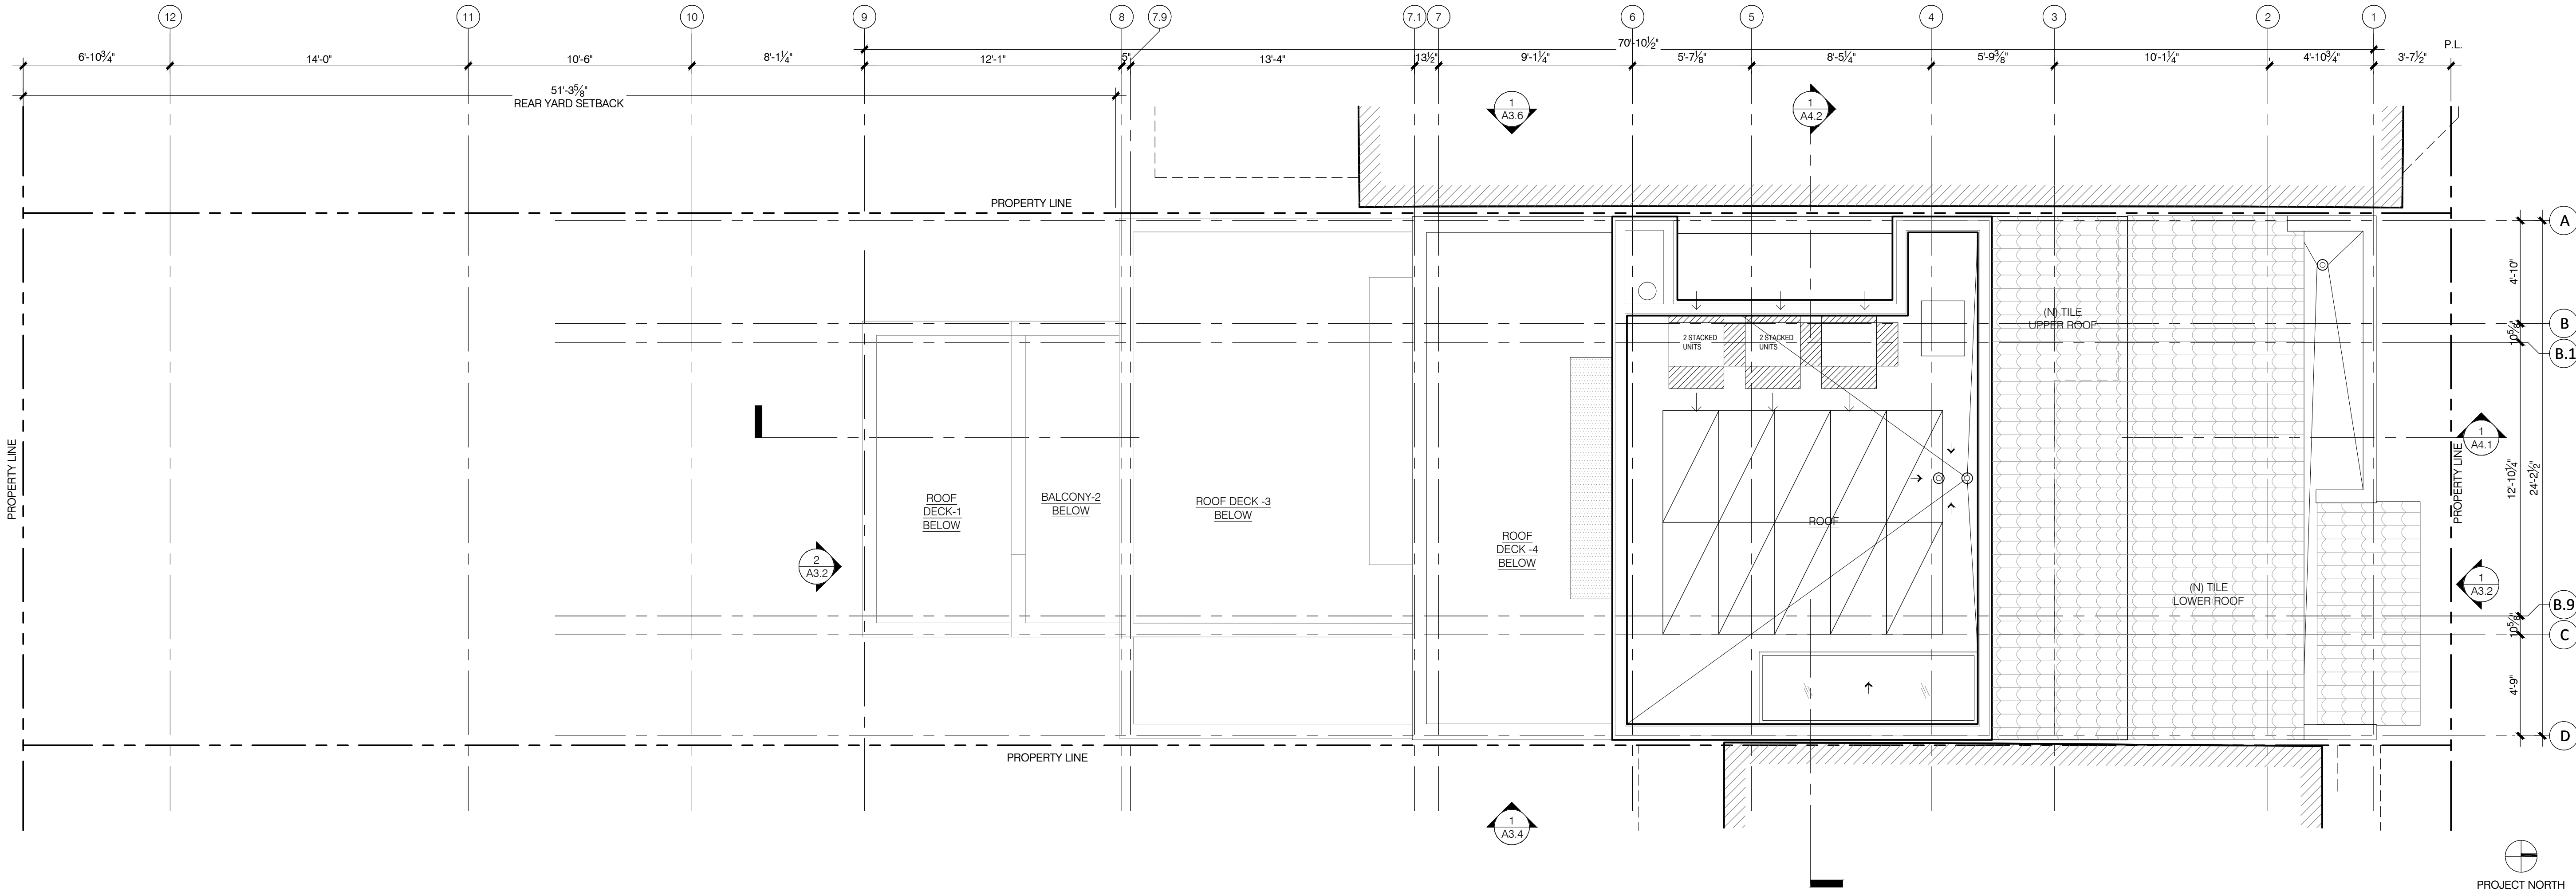 12
11
10
9
8
7.9
7.1
7
6
5
4
3
2
1
70'-10½"
P.L.
6'-10¾"
14'-0"
10'-6"
8'-1¼"
12'-1"
5"
13'-4"
13½"
9'-1¼"
5'-7⅛"
8'-5¼"
5'-9⅜"
10'-1¼"
4'-10¾"
3'-7½"
51'-3⅝"
REAR YARD SETBACK
1
A3.6
1
A4.2
PROPERTY LINE
A
4'-10"
(N) TILE
UPPER ROOF
B
10⅝"
B.1
2 STACKED
UNITS
2 STACKED
UNITS
1
A4.1
PROPERTY LINE
PROPERTY LINE
12'-10¼"
24'-2½"
ROOF
DECK-1
BELOW
BALCONY-2
BELOW
ROOF DECK -3
BELOW
ROOF
DECK -4
BELOW
ROOF
2
A3.2
1
A3.2
(N) TILE
LOWER ROOF
B.9
10⅝"
C
4'-9"
D
PROPERTY LINE
1
A3.4
PROJECT NORTH